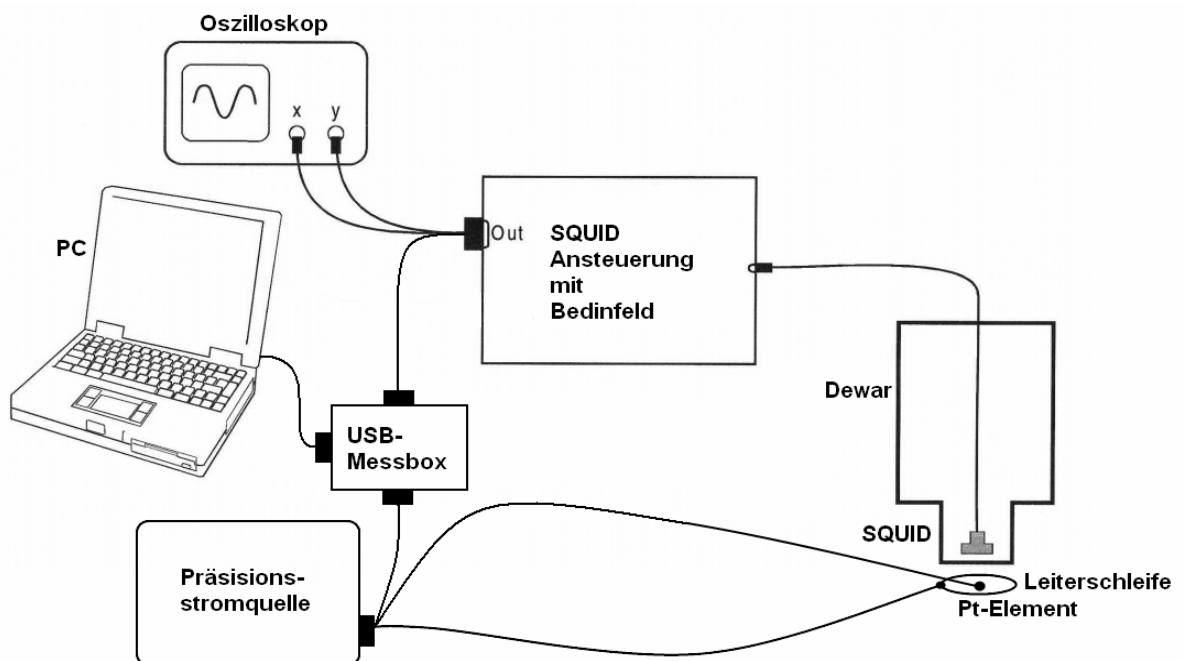 Oszilloskop
x y
PC
Out
SQUID
Ansteuerung
mit
Bedinfeld
Dewar
USB-
Messbox
SQUID
Präsisions-
stromquelle
Leiterschleife
Pt-Element